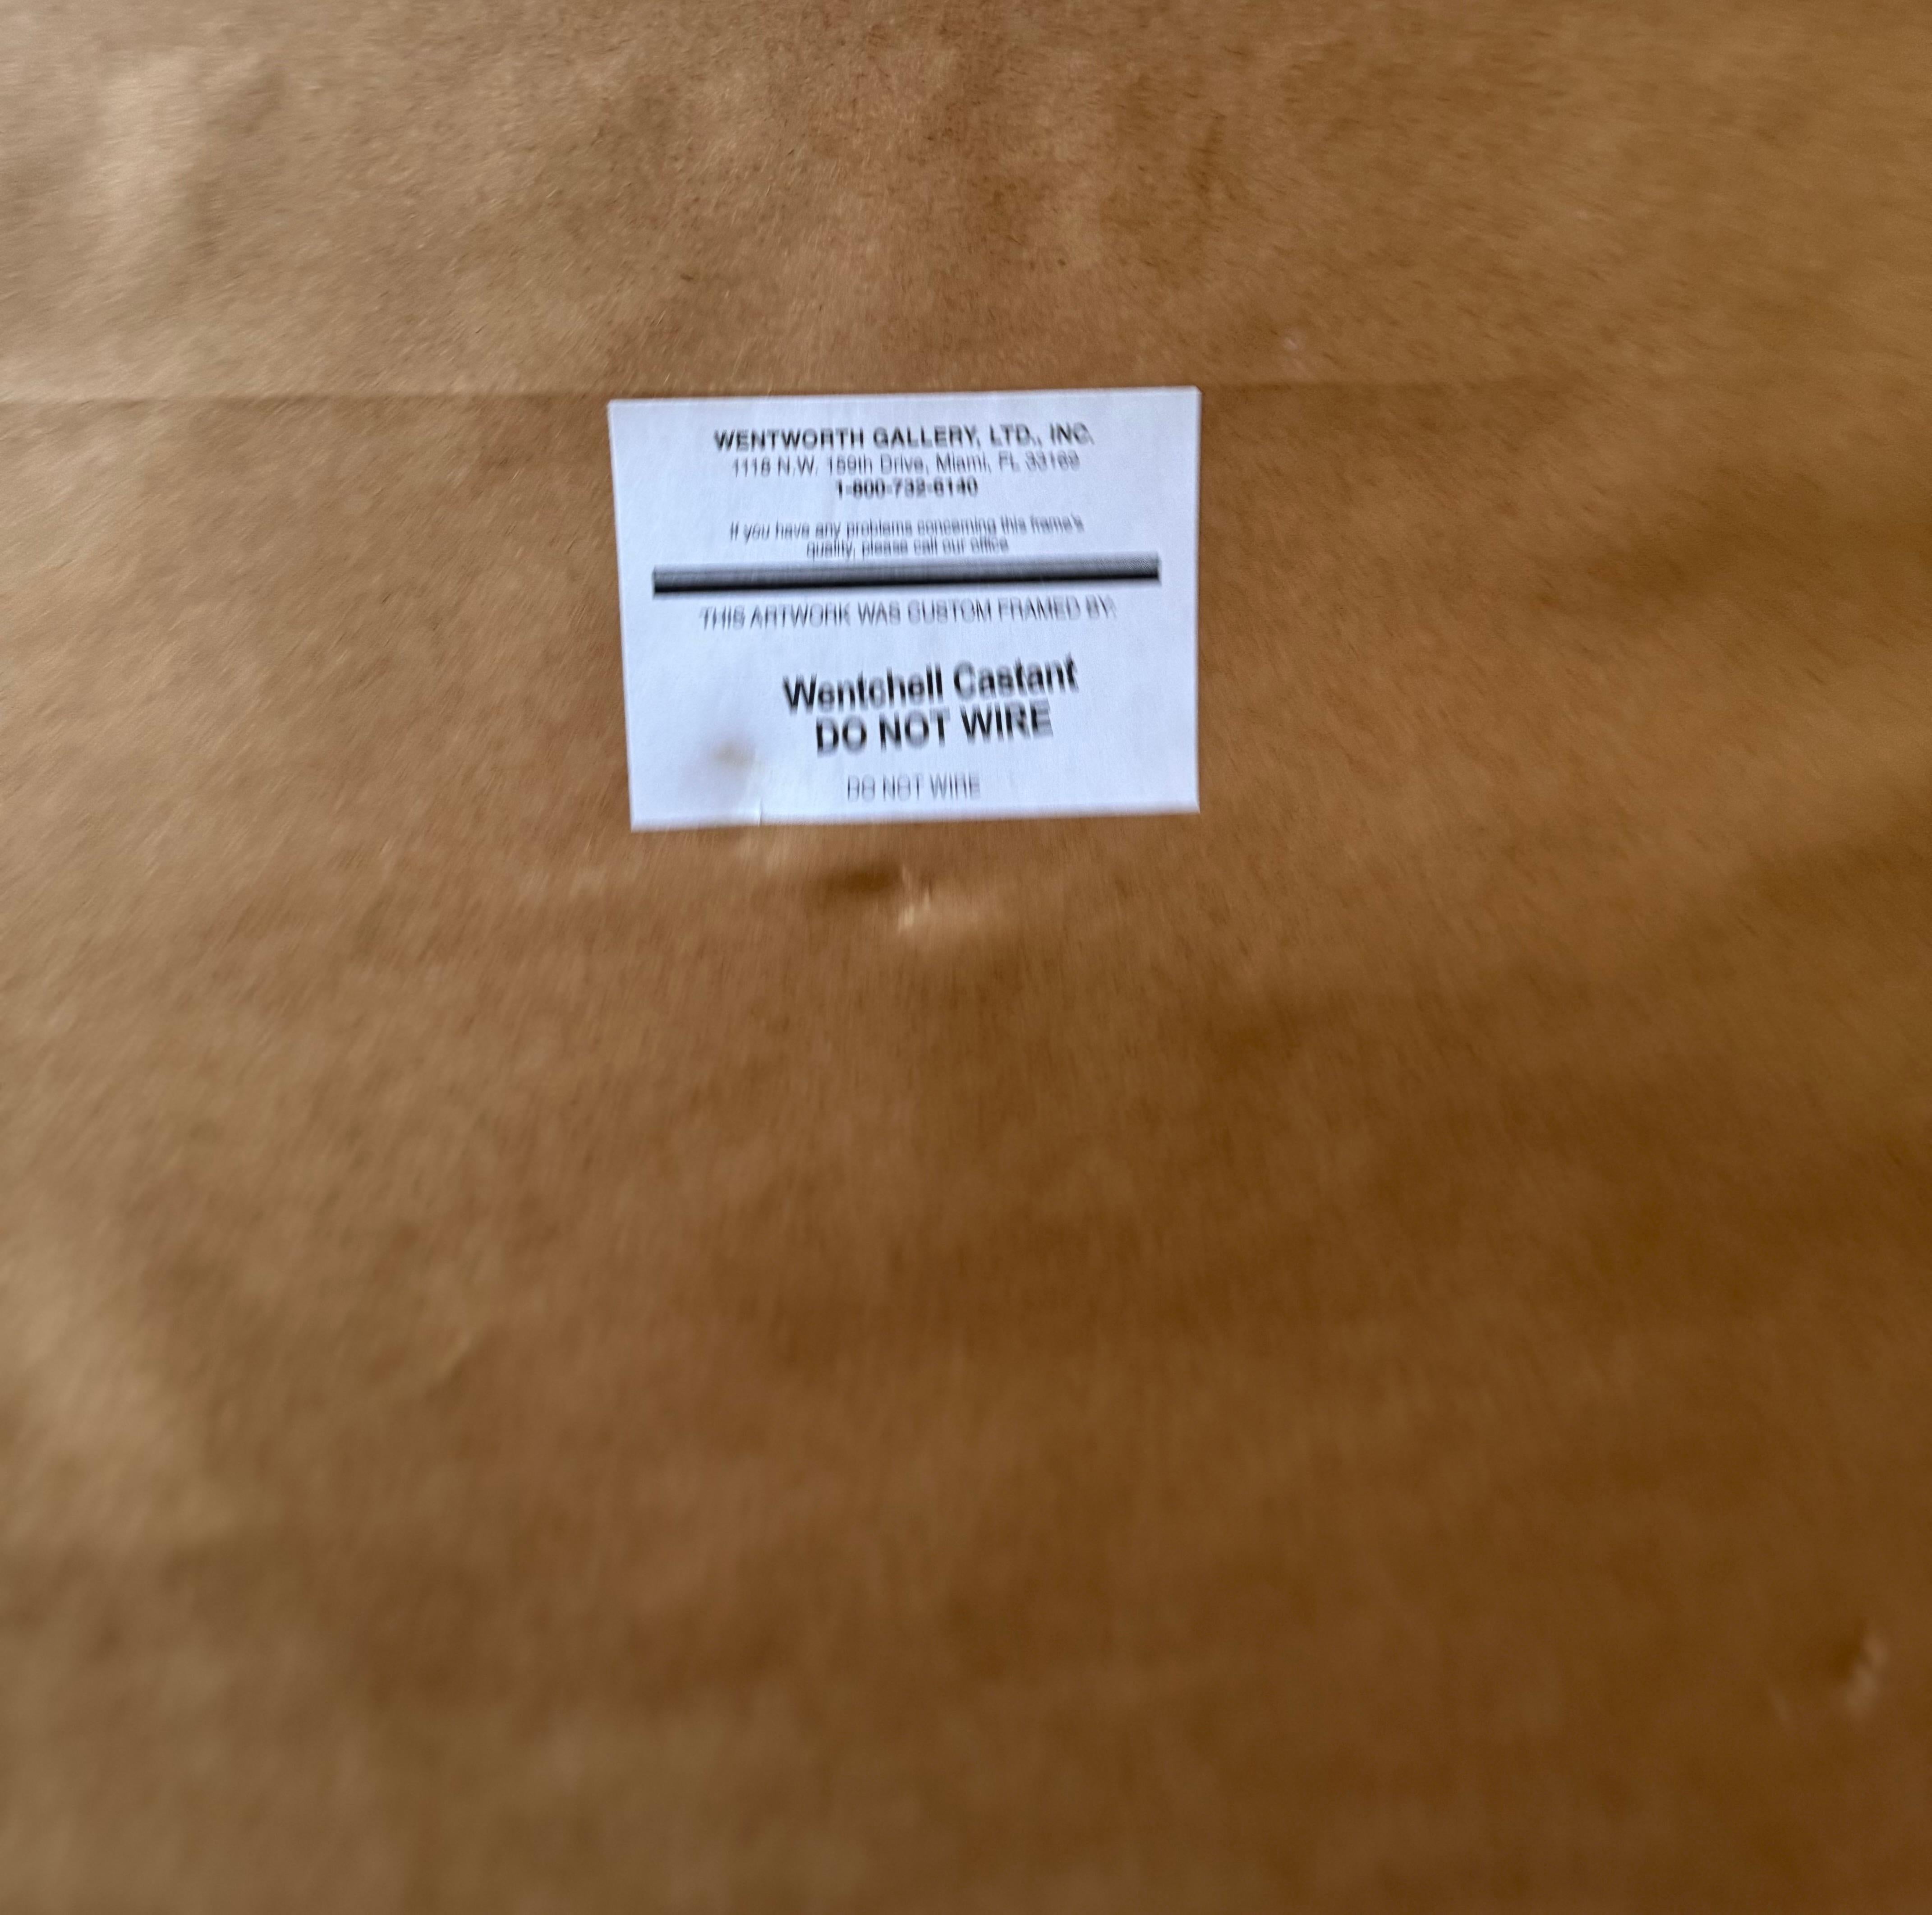 WENTWORTH GALLERY, LTD., INC.
1118 N.W. 159th Drive, Miami, FL 33169
1-800-732-6140
If you have any problems concerning this frame's
quality, please call our office
THIS ARTWORK WAS CUSTOM FRAMED BY:
Wentchell Castant
DO NOT WIRE
DO NOT WIRE